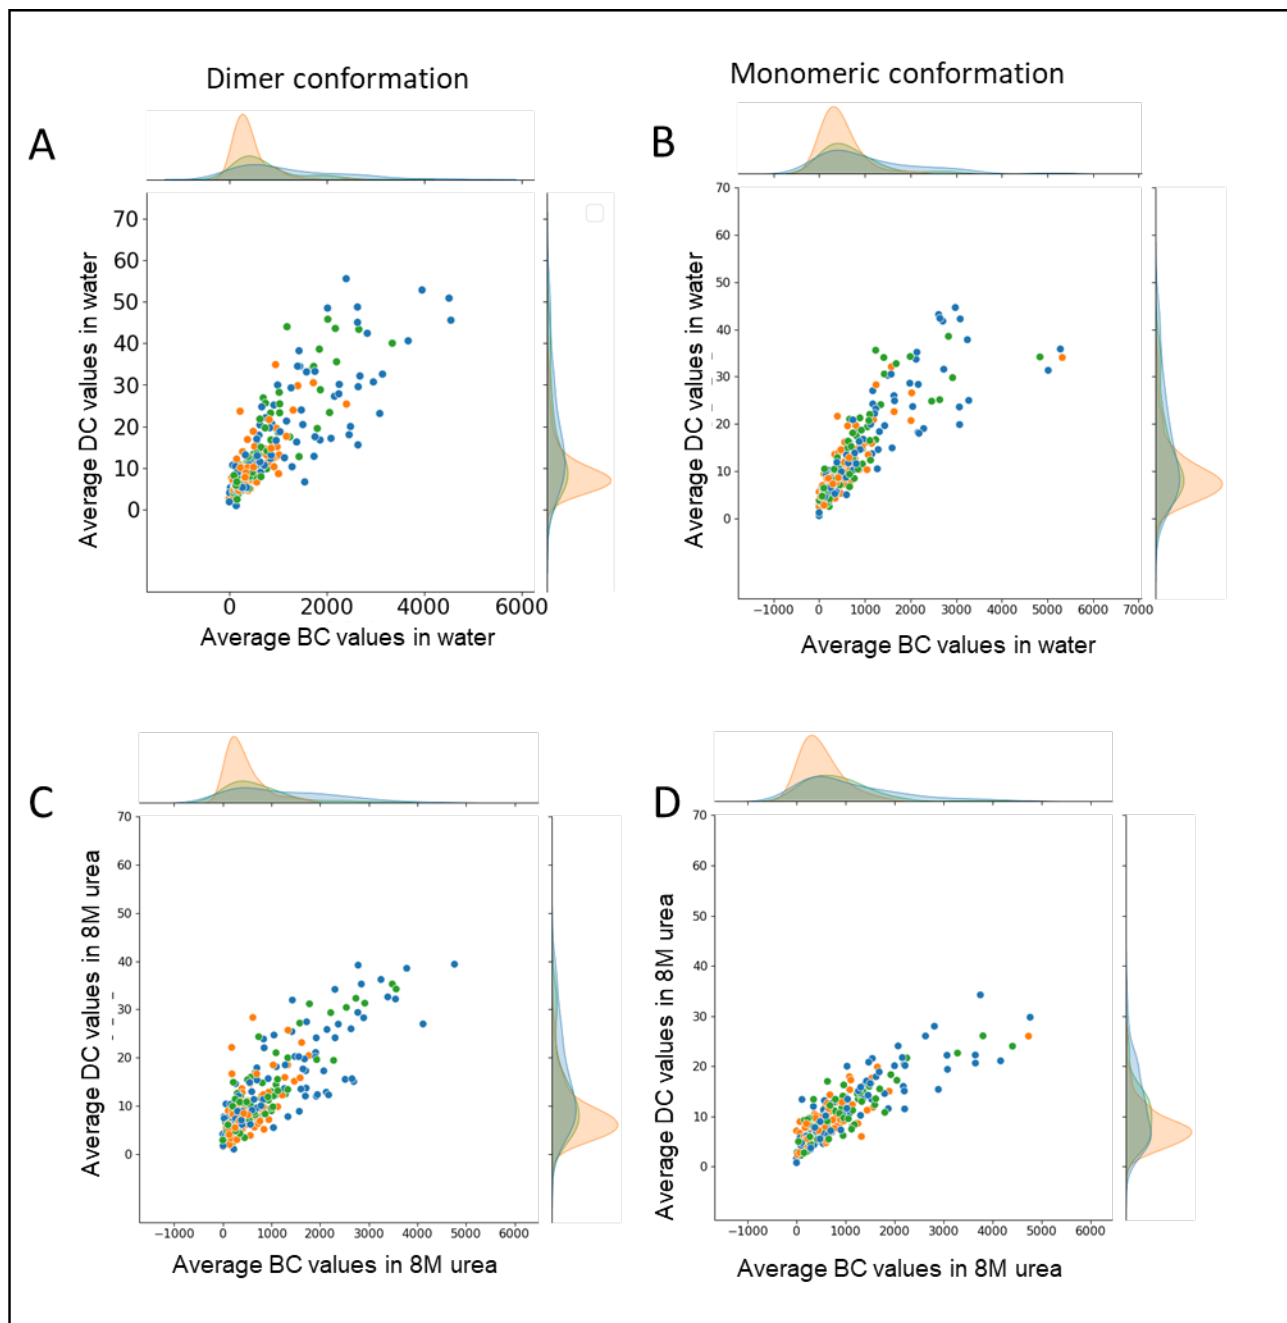 Dimer conformation
Monomeric conformation
A
B
70
60
50
40
30
20
10
0
Average DC values in water
0 2000 4000 6000
Average BC values in water
70
60
50
40
30
20
10
0
Average DC values in water
−1000 0 1000 2000 3000 4000 5000 6000 7000
Average BC values in water
C
D
70
60
50
40
30
20
10
0
Average DC values in 8M urea
−1000 0 1000 2000 3000 4000 5000 6000
Average BC values in 8M urea
70
60
50
40
30
20
10
0
Average DC values in 8M urea
−1000 0 1000 2000 3000 4000 5000 6000
Average BC values in 8M urea